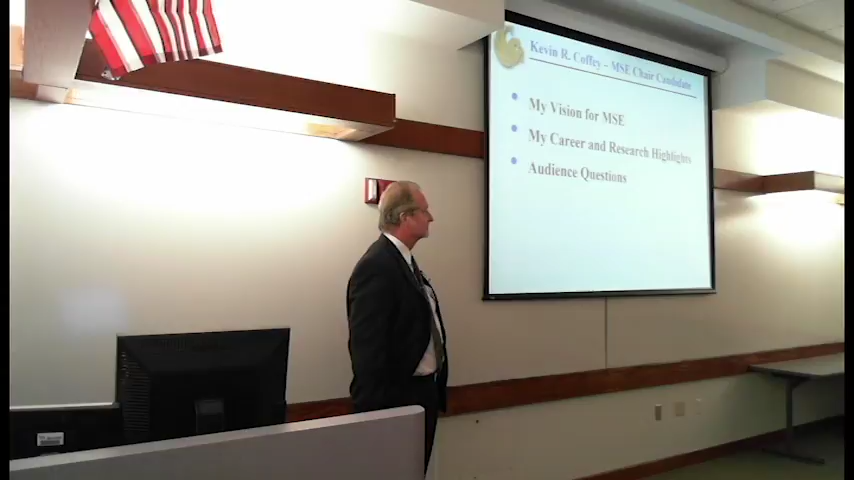 Kevin R. Coffey – MSE Chair Candidate
My Vision for MSE
My Career and Research Highlights
Audience Questions